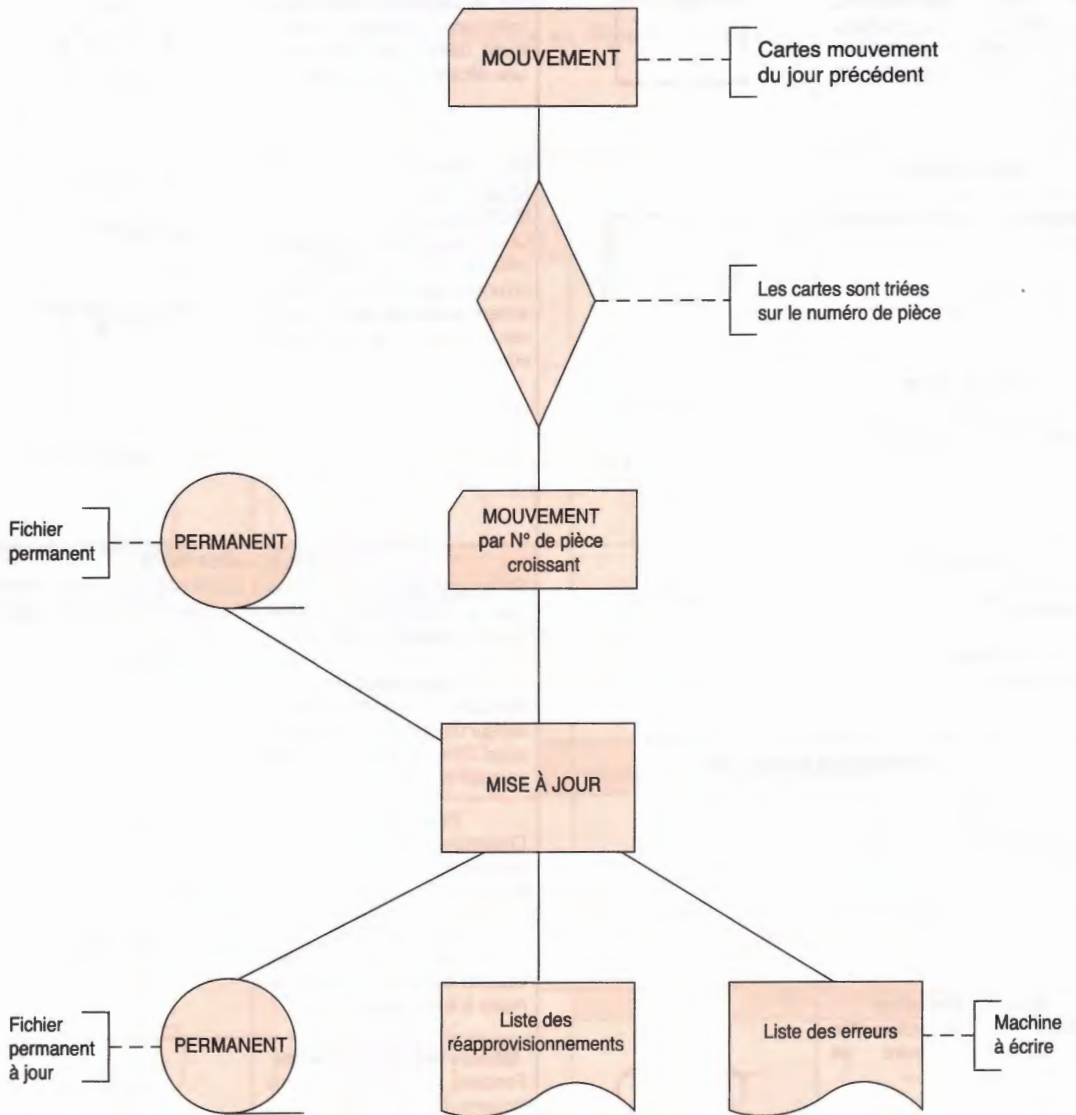 MOUVEMENT
Cartes mouvement
du jour précédent
Les cartes sont triées
sur le numéro de pièce
Fichier
permanent
PERMANENT
MOUVEMENT
par N° de pièce
croissant
MISE À JOUR
Fichier
permanent
à jour
PERMANENT
Liste des
réapprovisionnements
Liste des erreurs
Machine
à écrire